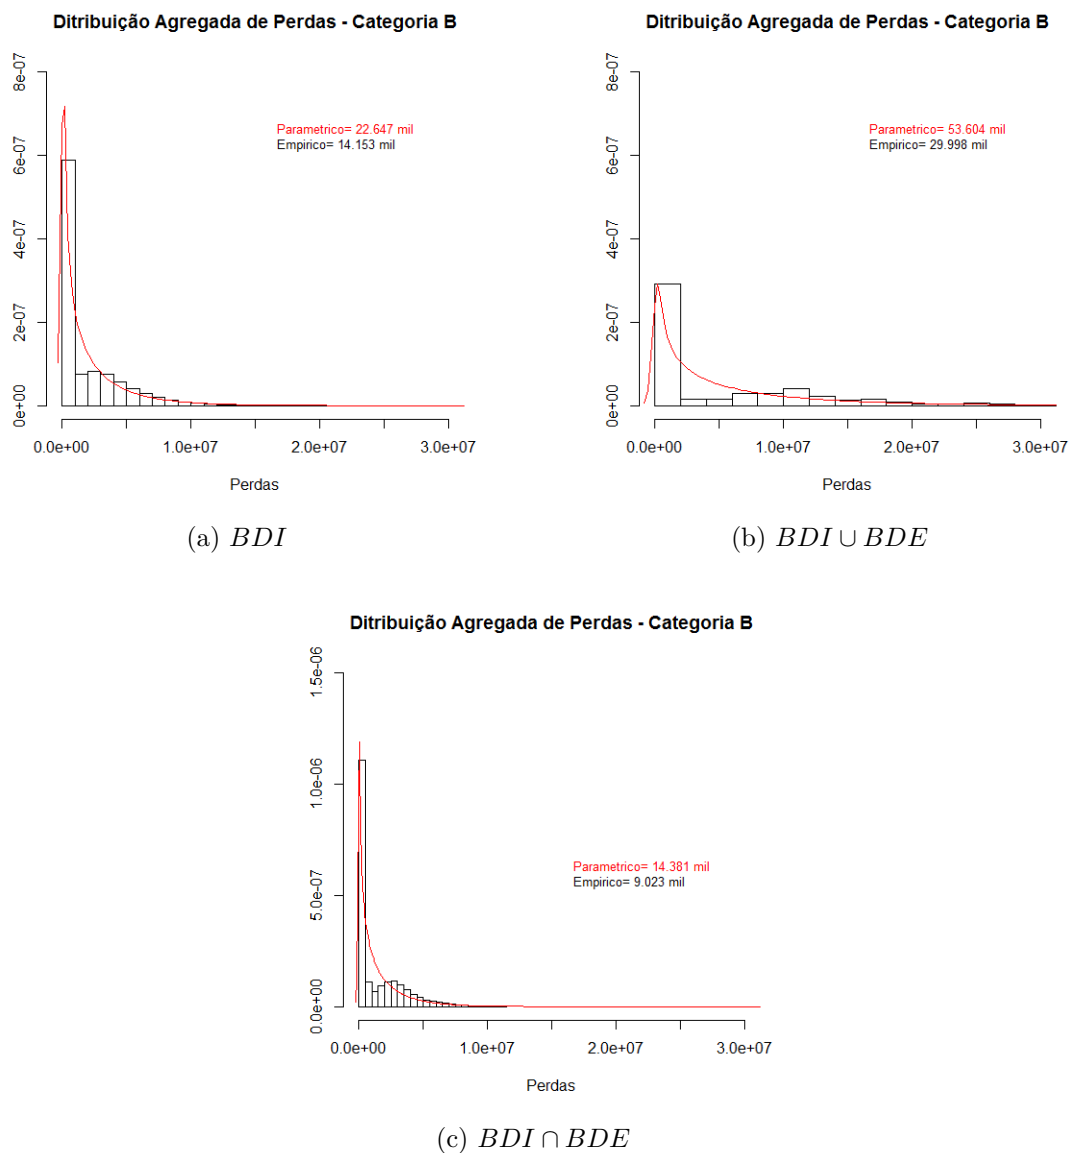 Ditribuição Agregada de Perdas - Categoria B
8e-07
6e-07
4e-07
2e-07
0e+00
Parametrico= 22.647 mil
Empirico= 14.153 mil
0.0e+00 1.0e+07 2.0e+07 3.0e+07
Perdas
(a) BDI
Ditribuição Agregada de Perdas - Categoria B
8e-07
6e-07
4e-07
2e-07
0e+00
Parametrico= 53.604 mil
Empirico= 29.998 mil
0.0e+00 1.0e+07 2.0e+07 3.0e+07
Perdas
(b) BDI ∪ BDE
Ditribuição Agregada de Perdas - Categoria B
1.5e-06
1.0e-06
5.0e-07
0.0e+00
Parametrico= 14.381 mil
Empirico= 9.023 mil
0.0e+00 1.0e+07 2.0e+07 3.0e+07
Perdas
(c) BDI ∩ BDE